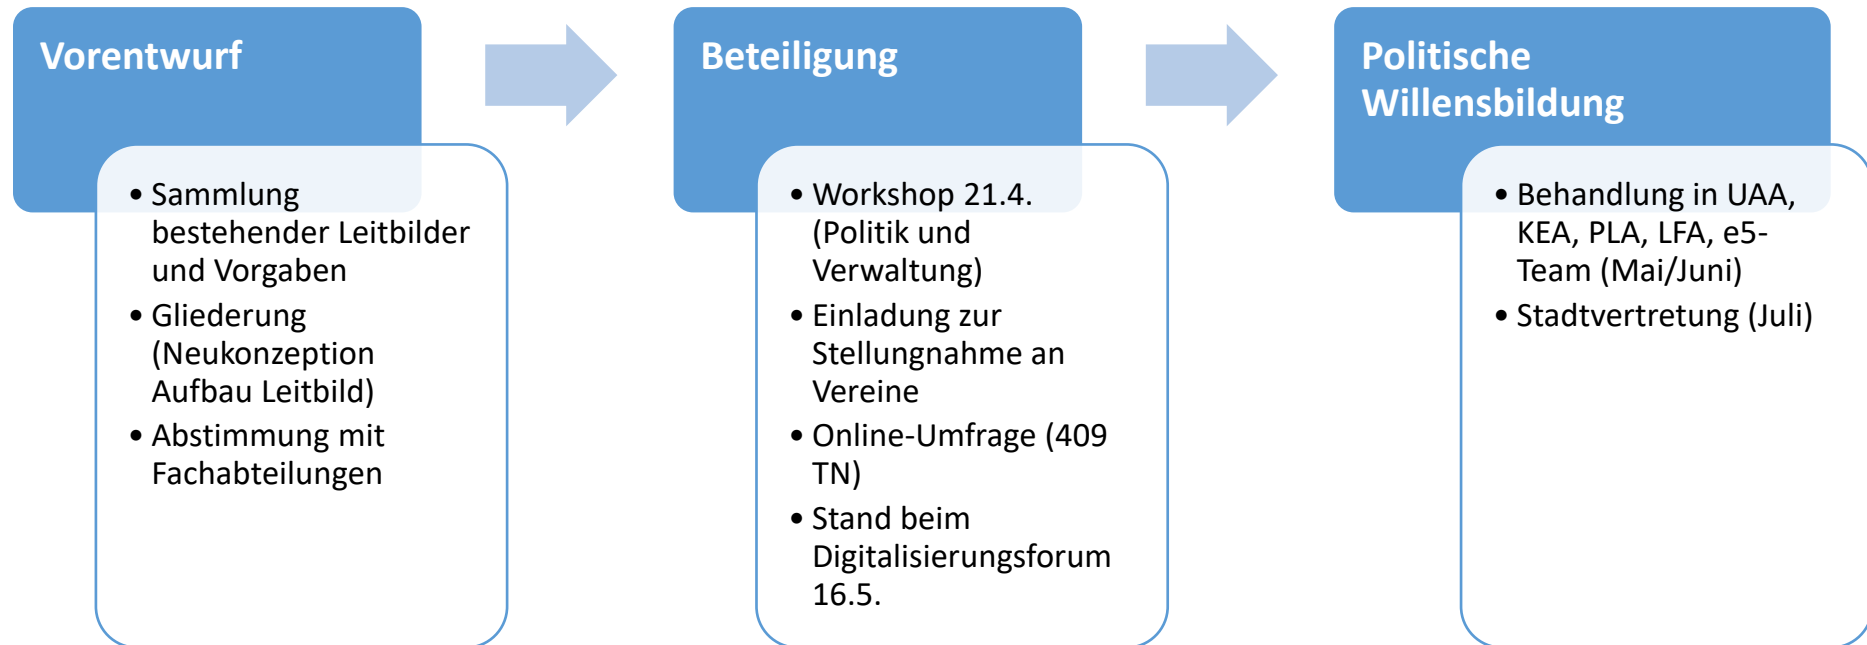 Vorentwurf
• Sammlung
bestehender Leitbilder
und Vorgaben
• Gliederung
(Neukonzeption
Aufbau Leitbild)
• Abstimmung mit
Fachabteilungen
Beteiligung
• Workshop 21.4.
(Politik und
Verwaltung)
• Einladung zur
Stellungnahme an
Vereine
• Online-Umfrage (409
TN)
• Stand beim
Digitalisierungsforum
16.5.
Politische
Willensbildung
• Behandlung in UAA,
KEA, PLA, LFA, e5-
Team (Mai/Juni)
• Stadtvertretung (Juli)